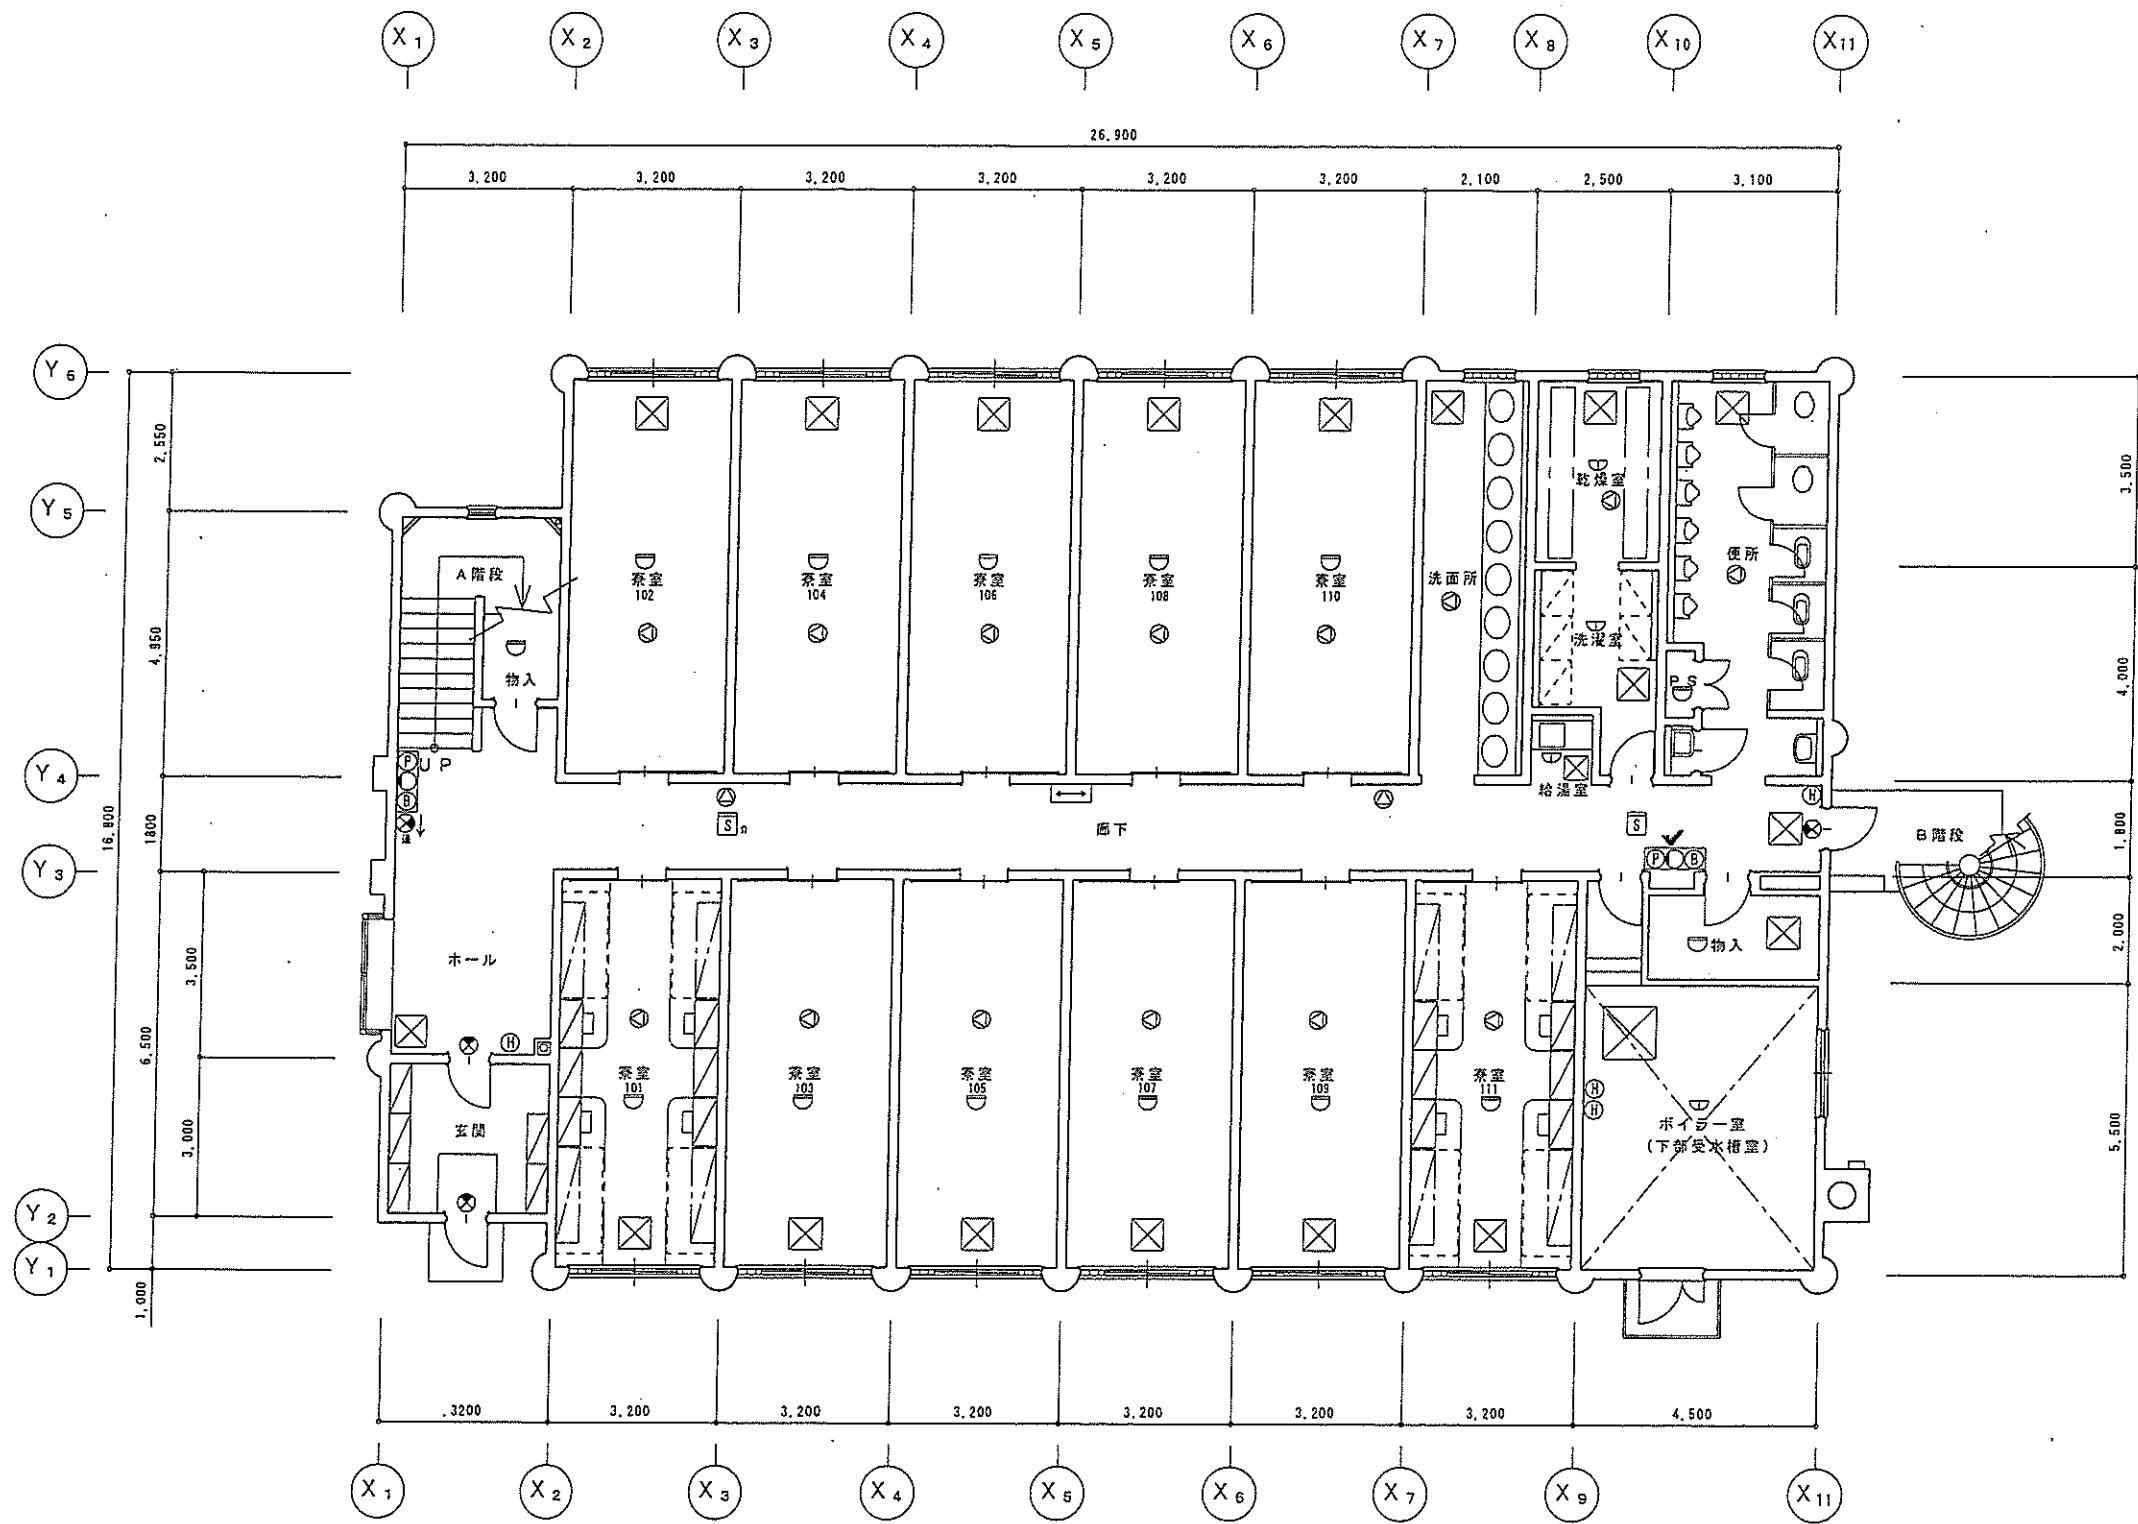 X1 X2 X3 X4 X5 X6 X7 X8 X10 X11
26,900
3,200 3,200 3,200 3,200 3,200 3,200 2,100 2,500 3,100
Y6
Y5
Y4
Y3
Y2
Y1
2,550
4,950
1800
6,500
1,000
16,800
3,500
3,000
3,500
4,000
1,800
2,000
5,500
A階段
物入
UP
P
B
寮室
102
寮室
104
寮室
106
寮室
108
寮室
110
洗面所
乾燥室
洗濯室
給湯室
便所
PS
S
廊下
S
P
B
H
B階段
ホール
H
玄関
寮室
101
寮室
103
寮室
105
寮室
107
寮室
109
寮室
111
物入
H
H
ボイラー室
(下部受水槽室)
.3200 3,200 3,200 3,200 3,200 3,200 3,200 4,500
X1 X2 X3 X4 X5 X6 X7 X9 X11